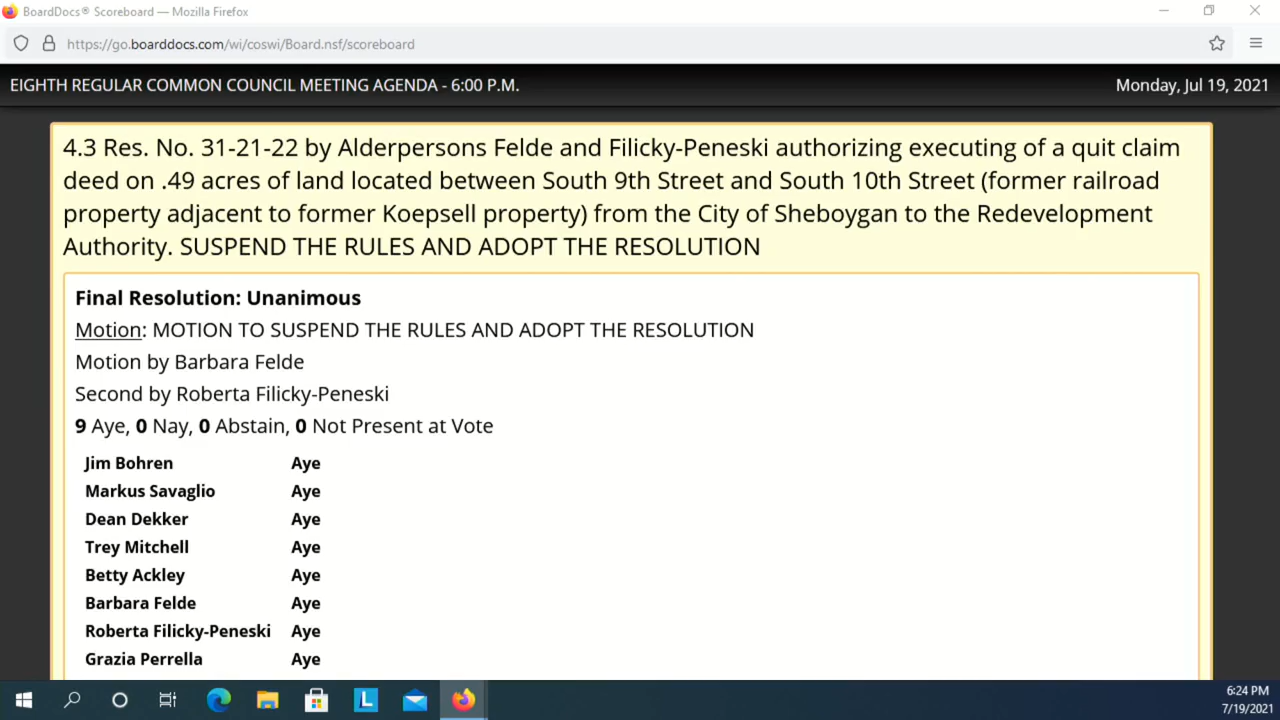 BoardDocs® Scoreboard — Mozilla Firefox
https://go.boarddocs.com/wi/coswi/Board.nsf/scoreboard
EIGHTH REGULAR COMMON COUNCIL MEETING AGENDA - 6:00 P.M. Monday, Jul 19, 2021
4.3 Res. No. 31-21-22 by Alderpersons Felde and Filicky-Peneski authorizing executing of a quit claim
deed on .49 acres of land located between South 9th Street and South 10th Street (former railroad
property adjacent to former Koepsell property) from the City of Sheboygan to the Redevelopment
Authority. SUSPEND THE RULES AND ADOPT THE RESOLUTION
Final Resolution: Unanimous
Motion: MOTION TO SUSPEND THE RULES AND ADOPT THE RESOLUTION
Motion by Barbara Felde
Second by Roberta Filicky-Peneski
9 Aye, 0 Nay, 0 Abstain, 0 Not Present at Vote
Jim Bohren Aye
Markus Savaglio Aye
Dean Dekker Aye
Trey Mitchell Aye
Betty Ackley Aye
Barbara Felde Aye
Roberta Filicky-Peneski Aye
Grazia Perrella Aye
L
6:24 PM
7/19/2021